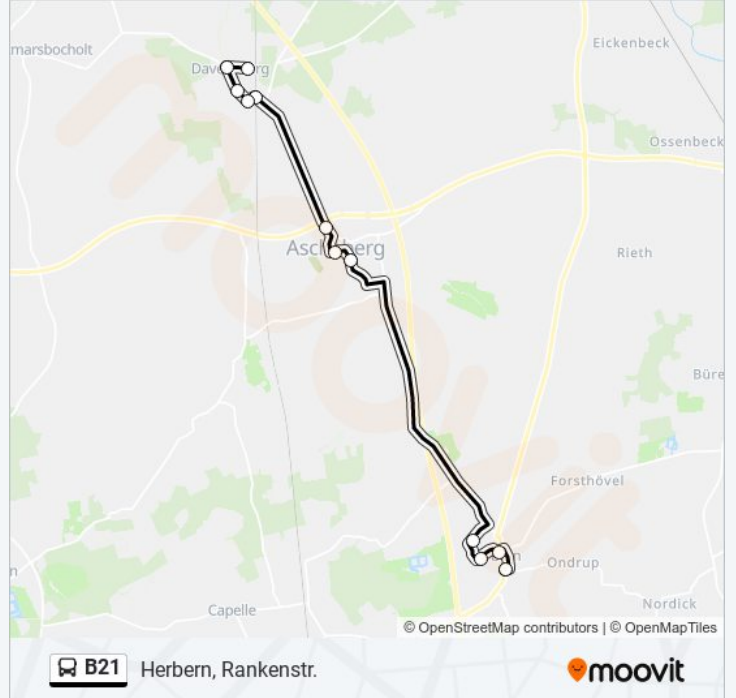 marsbocholt
Eickenbeck
Ossenbeck
Rieth
Büre
Forsthövel
Ondrup
n
Capelle
Nordick
© OpenStreetMap contributors | © OpenMapTiles
B21 Herbern, Rankenstr.
moovit